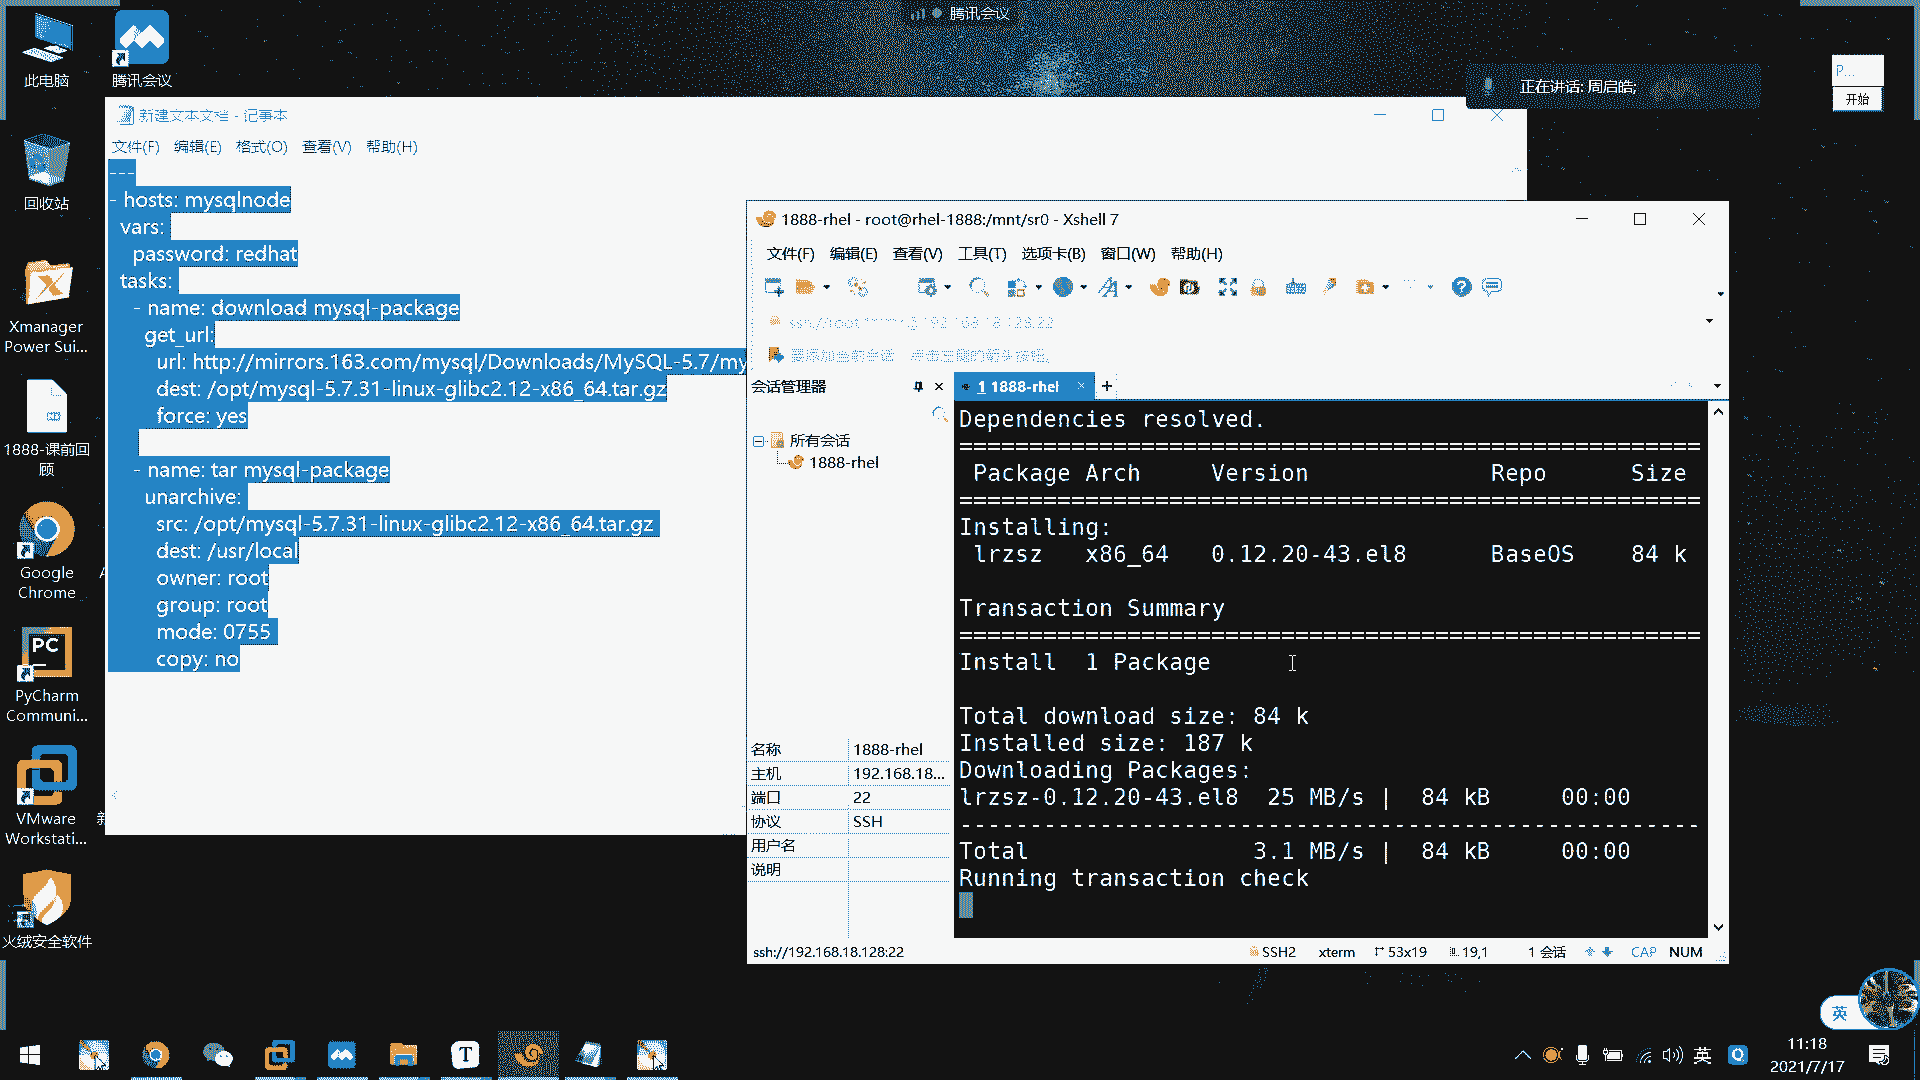 腾讯会议
此电脑
腾讯会议
回收站
Xmanager
Power Sui...
1888-课前回
顾
Google
Chrome
PyCharm
Communi...
VMware
Workstati...
火绒安全软件
正在讲话: 周启皓;
P...
开始
新建文本文档 - 记事本
文件(F) 编辑(E) 格式(O) 查看(V) 帮助(H)
---
- hosts: mysqlnode
vars:
password: redhat
tasks:
- name: download mysql-package
get_url:
url: http://mirrors.163.com/mysql/Downloads/MySQL-5.7/my
dest: /opt/mysql-5.7.31-linux-glibc2.12-x86_64.tar.gz
force: yes
- name: tar mysql-package
unarchive:
src: /opt/mysql-5.7.31-linux-glibc2.12-x86_64.tar.gz
dest: /usr/local
owner: root
group: root
mode: 0755
copy: no
1888-rhel - root@rhel-1888:/mnt/sr0 - Xshell 7
文件(F) 编辑(E) 查看(V) 工具(T) 选项卡(B) 窗口(W) 帮助(H)
会话管理器
所有会话
1888-rhel
名称 1888-rhel
主机 192.168.18...
端口 22
协议 SSH
用户名
说明
1 1888-rhel
Dependencies resolved.
=====================================================
Package Arch Version Repo Size
=====================================================
Installing:
lrzsz x86_64 0.12.20-43.el8 BaseOS 84 k
Transaction Summary
=====================================================
Install 1 Package
Total download size: 84 k
Installed size: 187 k
Downloading Packages:
lrzsz-0.12.20-43.el8 25 MB/s | 84 kB 00:00
-----------------------------------------------------
Total 3.1 MB/s | 84 kB 00:00
Running transaction check
ssh://192.168.18.128:22 SSH2 xterm 53x19 19,1 1 会话 CAP NUM
英
英
11:18
2021/7/17